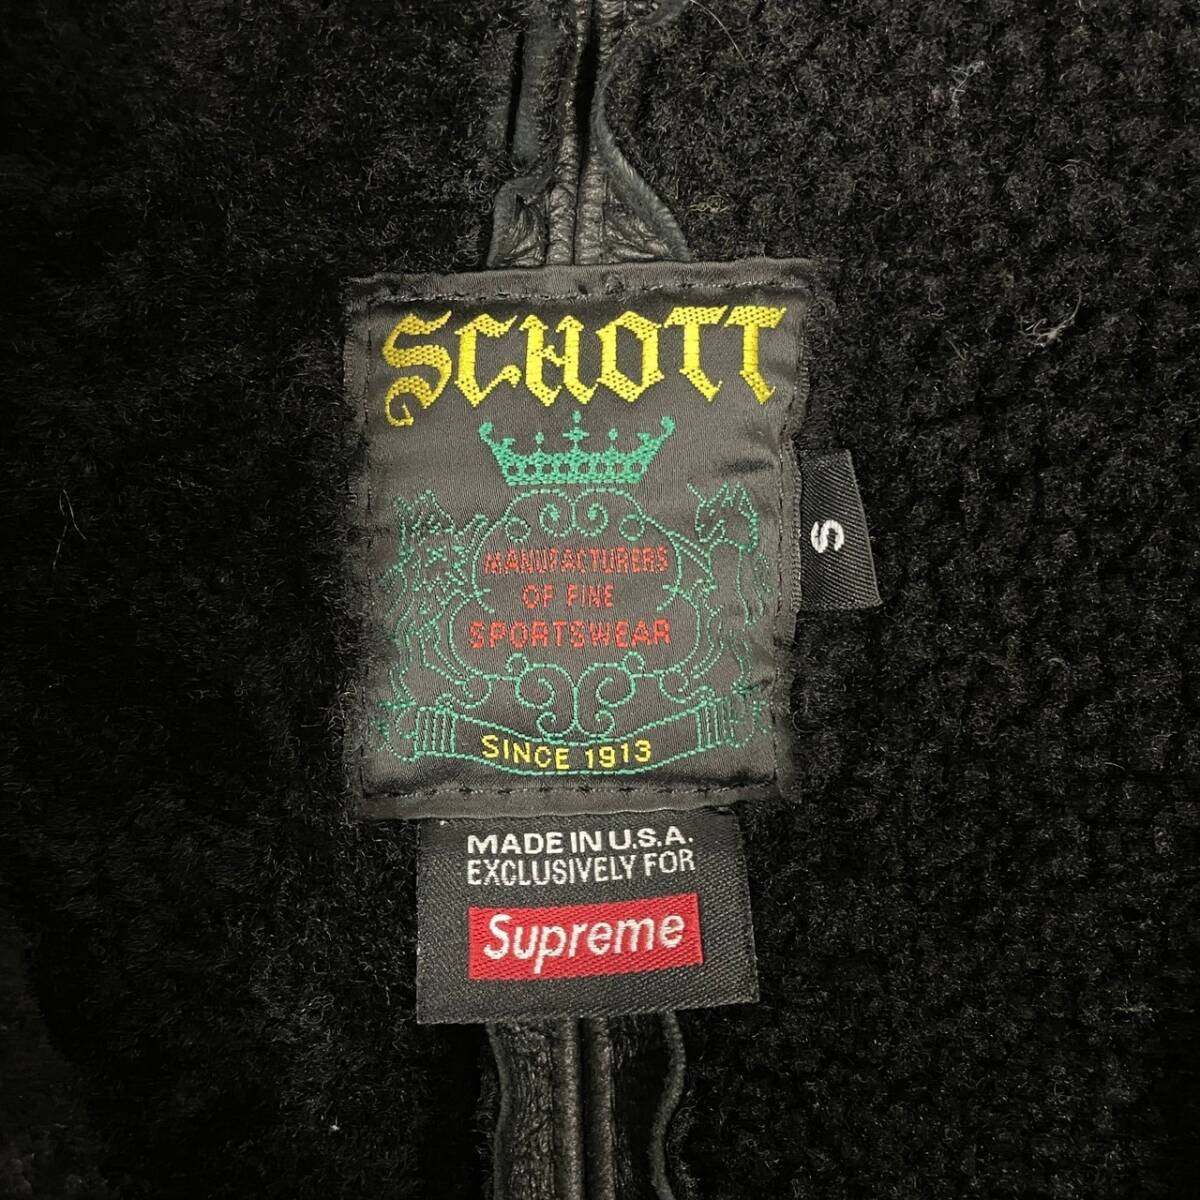 SCHOTT
MANUFACTURERS
OF FINE
SPORTSWEAR
SINCE 1913
S
MADE IN U.S.A.
EXCLUSIVELY FOR
Supreme